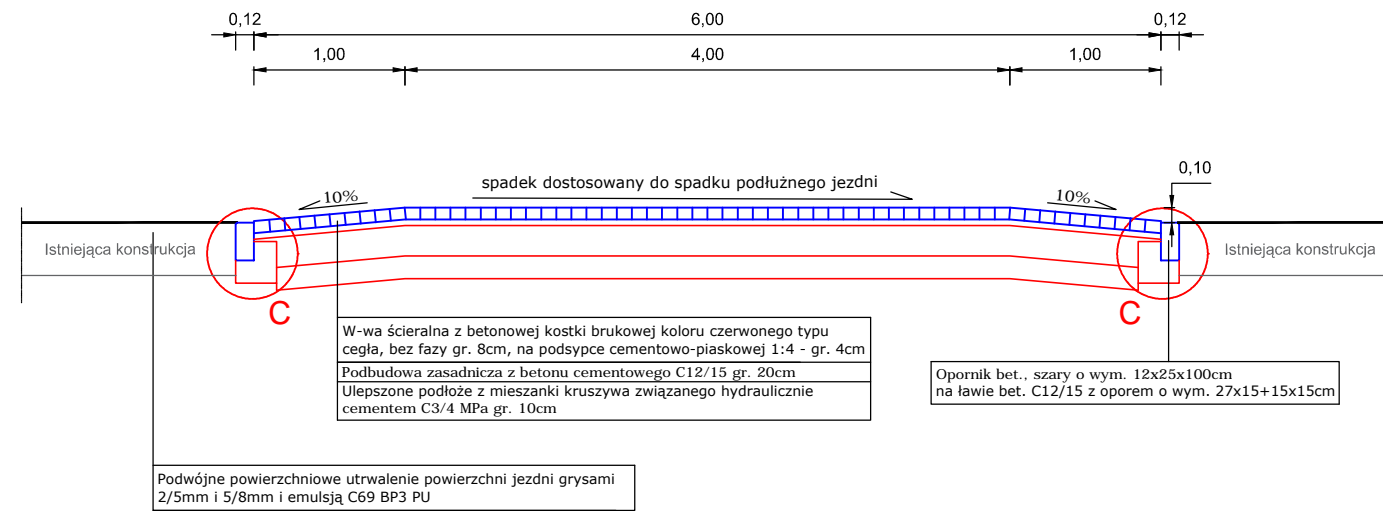 0,12 6,00 0,12
1,00 4,00 1,00
0,10
10% spadek dostosowany do spadku podłużnego jezdni 10%
Istniejąca konstrukcja Istniejąca konstrukcja
C C
W-wa ścieralna z betonowej kostki brukowej koloru czerwonego typu
cegła, bez fazy gr. 8cm, na podsypce cementowo-piaskowej 1:4 - gr. 4cm
Podbudowa zasadnicza z betonu cementowego C12/15 gr. 20cm
Ulepszone podłoże z mieszanki kruszywa związanego hydraulicznie
cementem C3/4 MPa gr. 10cm
Opornik bet., szary o wym. 12x25x100cm
na ławie bet. C12/15 z oporem o wym. 27x15+15x15cm
Podwójne powierzchniowe utrwalenie powierzchni jezdni grysami
2/5mm i 5/8mm i emulsją C69 BP3 PU